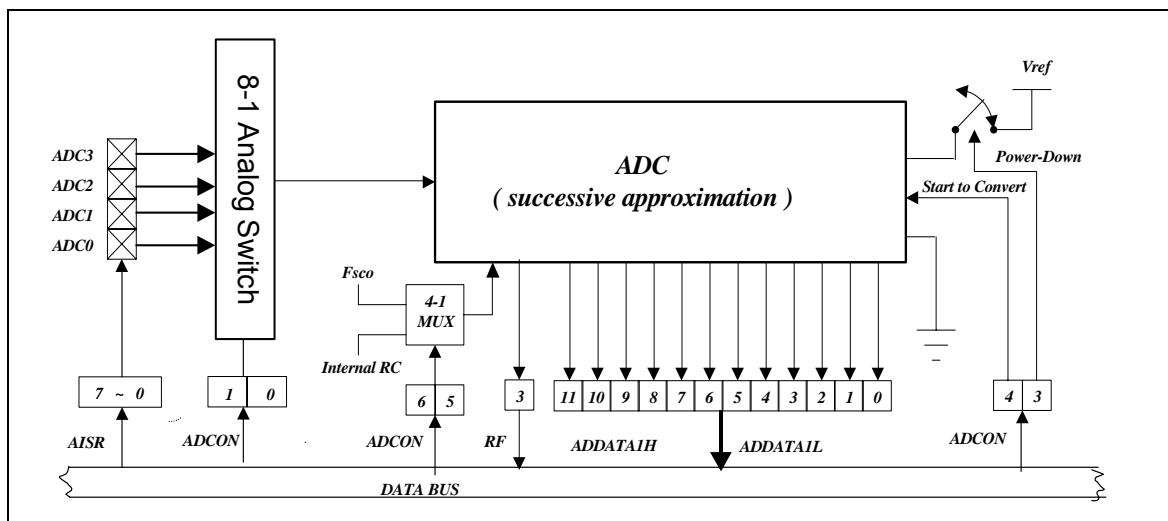 8-1 Analog Switch
ADC3
ADC2
ADC1
ADC0
ADC
( successive approximation )
Vref
Power-Down
Start to Convert
Fsco
4-1
MUX
Internal RC
7 ~ 0
1 0
6 5
3
11 10 9 8 7 6 5 4 3 2 1 0
4 3
AISR
ADCON
ADCON
RF
ADDATA1H
ADDATA1L
ADCON
DATA BUS